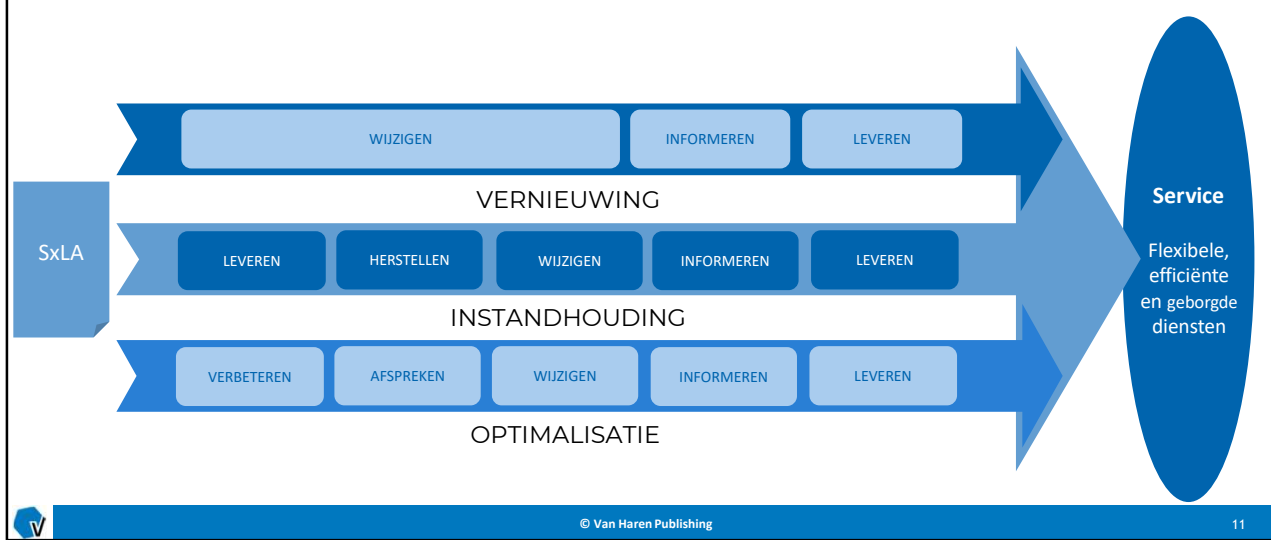 WIJZIGEN
INFORMEREN
LEVEREN
VERNIEUWING
SxLA
LEVEREN
HERSTELLEN
WIJZIGEN
INFORMEREN
LEVEREN
INSTANDHOUDING
VERBETEREN
AFSPREKEN
WIJZIGEN
INFORMEREN
LEVEREN
OPTIMALISATIE
Service
Flexibele,
efficiënte
en geborgde
diensten
V
© Van Haren Publishing
11